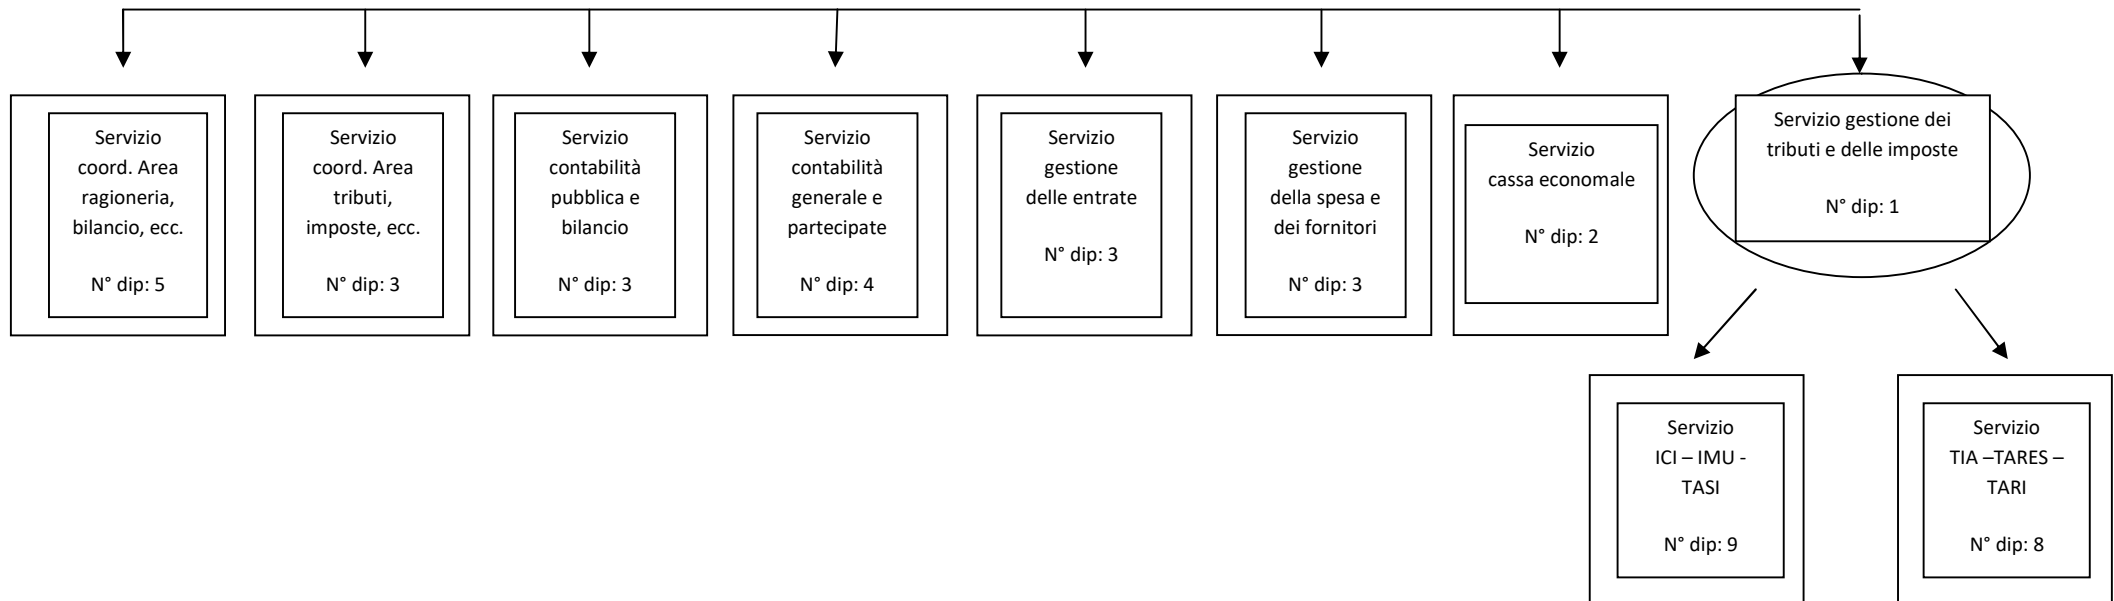 Servizio
coord. Area
ragioneria,
bilancio, ecc.
N° dip: 5
Servizio
coord. Area
tributi,
imposte, ecc.
N° dip: 3
Servizio
contabilità
pubblica e
bilancio
N° dip: 3
Servizio
contabilità
generale e
partecipate
N° dip: 4
Servizio
gestione
delle entrate
N° dip: 3
Servizio
gestione
della spesa e
dei fornitori
N° dip: 3
Servizio
cassa economale
N° dip: 2
Servizio gestione dei
tributi e delle imposte
N° dip: 1
Servizio
ICI – IMU -
TASI
N° dip: 9
Servizio
TIA –TARES –
TARI
N° dip: 8